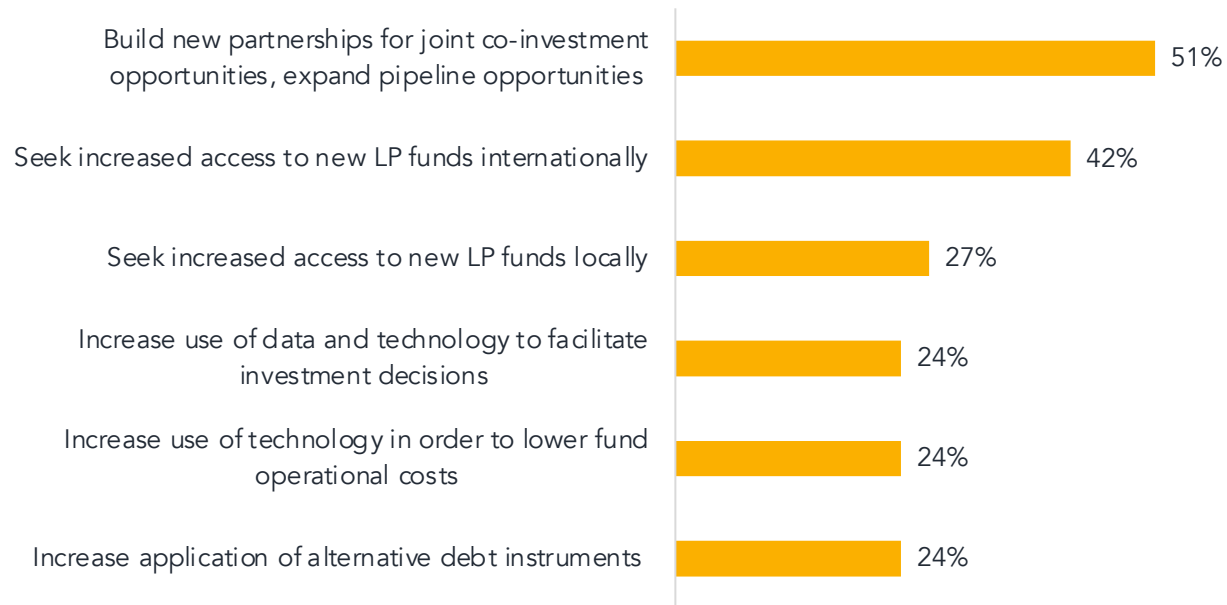 Build new partnerships for joint co-investment
opportunities, expand pipeline opportunities
51%
Seek increased access to new LP funds internationally
42%
Seek increased access to new LP funds locally
27%
Increase use of data and technology to facilitate
investment decisions
24%
Increase use of technology in order to lower fund
operational costs
24%
Increase application of alternative debt instruments
24%